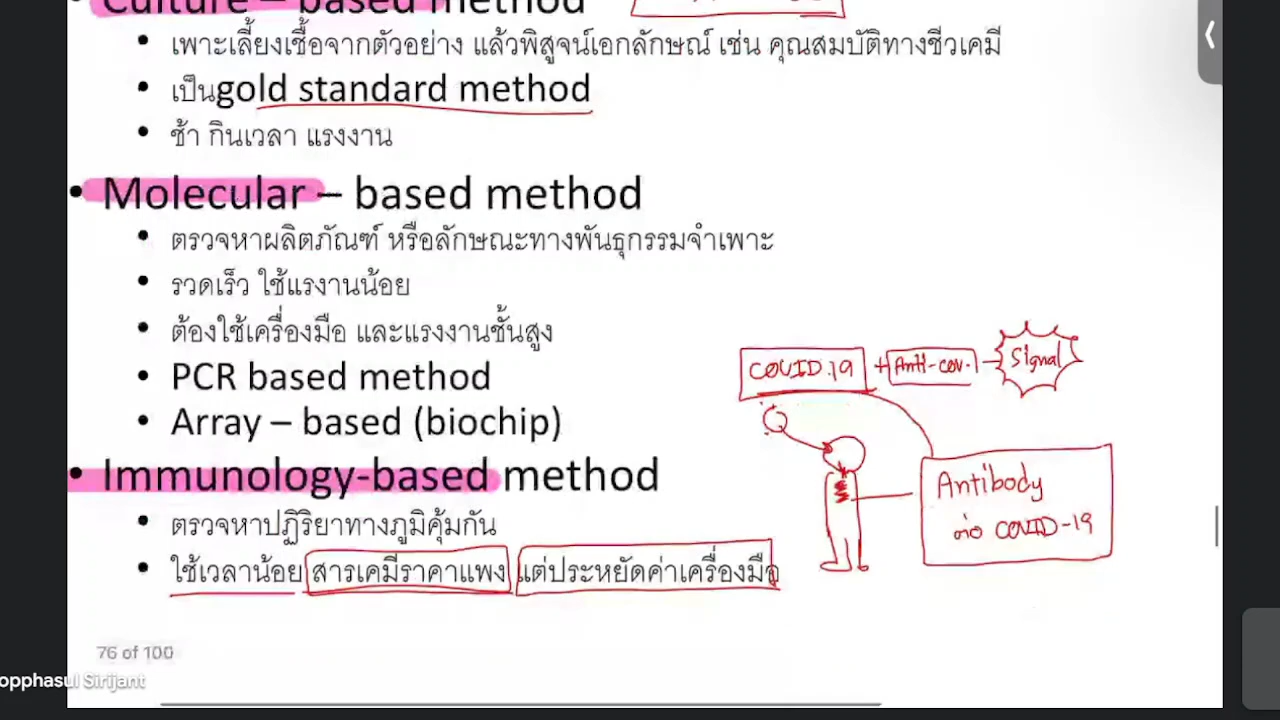 Culture – based method
เพาะเลี้ยงเชื้อจากตัวอย่าง แล้วพิสูจน์เอกลักษณ์ เช่น คุณสมบัติทางชีวเคมี
เป็นgold standard method
ช้า กินเวลา แรงงาน
Molecular – based method
ตรวจหาผลิตภัณฑ์ หรือลักษณะทางพันธุกรรมจำเพาะ
รวดเร็ว ใช้แรงานน้อย
ต้องใช้เครื่องมือ และแรงงานชั้นสูง
PCR based method
Array – based (biochip)
Immunology-based method
ตรวจหาปฏิริยาทางภูมิคุ้มกัน
ใช้เวลาน้อย สารเคมีราคาแพง แต่ประหยัดค่าเครื่องมือ
COVID.19 + Anti-cov. – Signal
Antibody
ต่อ COVID-19
76 of 100
opphasul Sirijant